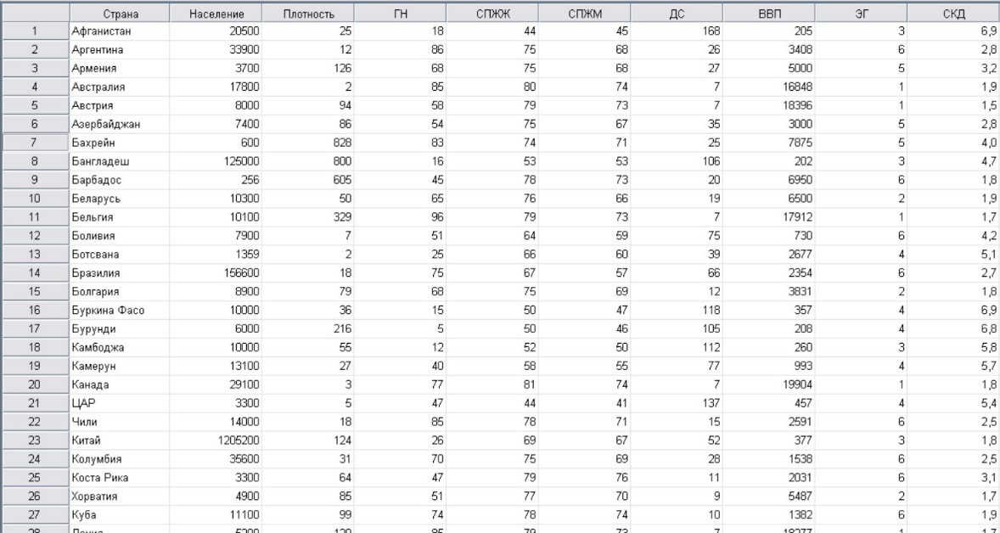 Страна Население Плотность ГН СПЖЖ СПЖМ ДС ВВП ЭГ СКД
1 Афганистан 20500 25 18 44 45 168 205 3 6,9
2 Аргентина 33900 12 86 75 68 26 3408 6 2,8
3 Армения 3700 126 68 75 68 27 5000 5 3,2
4 Австралия 17800 2 85 80 74 7 16848 1 1,9
5 Австрия 8000 94 58 79 73 7 18396 1 1,5
6 Азербайджан 7400 86 54 75 67 35 3000 5 2,8
7 Бахрейн 600 828 83 74 71 25 7875 5 4,0
8 Бангладеш 125000 800 16 53 53 106 202 3 4,7
9 Барбадос 256 605 45 78 73 20 6950 6 1,8
10 Беларусь 10300 50 65 76 66 19 6500 2 1,9
11 Бельгия 10100 329 96 79 73 7 17912 1 1,7
12 Боливия 7900 7 51 64 59 75 730 6 4,2
13 Ботсвана 1359 2 25 66 60 39 2677 4 5,1
14 Бразилия 156600 18 75 67 57 66 2354 6 2,7
15 Болгария 8900 79 68 75 69 12 3831 2 1,8
16 Буркина Фасо 10000 36 15 50 47 118 357 4 6,9
17 Бурунди 6000 216 5 50 46 105 208 4 6,8
18 Камбоджа 10000 55 12 52 50 112 260 3 5,8
19 Камерун 13100 27 40 58 55 77 993 4 5,7
20 Канада 29100 3 77 81 74 7 19904 1 1,8
21 ЦАР 3300 5 47 44 41 137 457 4 5,4
22 Чили 14000 18 85 78 71 15 2591 6 2,5
23 Китай 1205200 124 26 69 67 52 377 3 1,8
24 Колумбия 35600 31 70 75 69 28 1538 6 2,5
25 Коста Рика 3300 64 47 79 76 11 2031 6 3,1
26 Хорватия 4900 85 51 77 70 9 5487 2 1,7
27 Куба 11100 99 74 78 74 10 1382 6 1,9